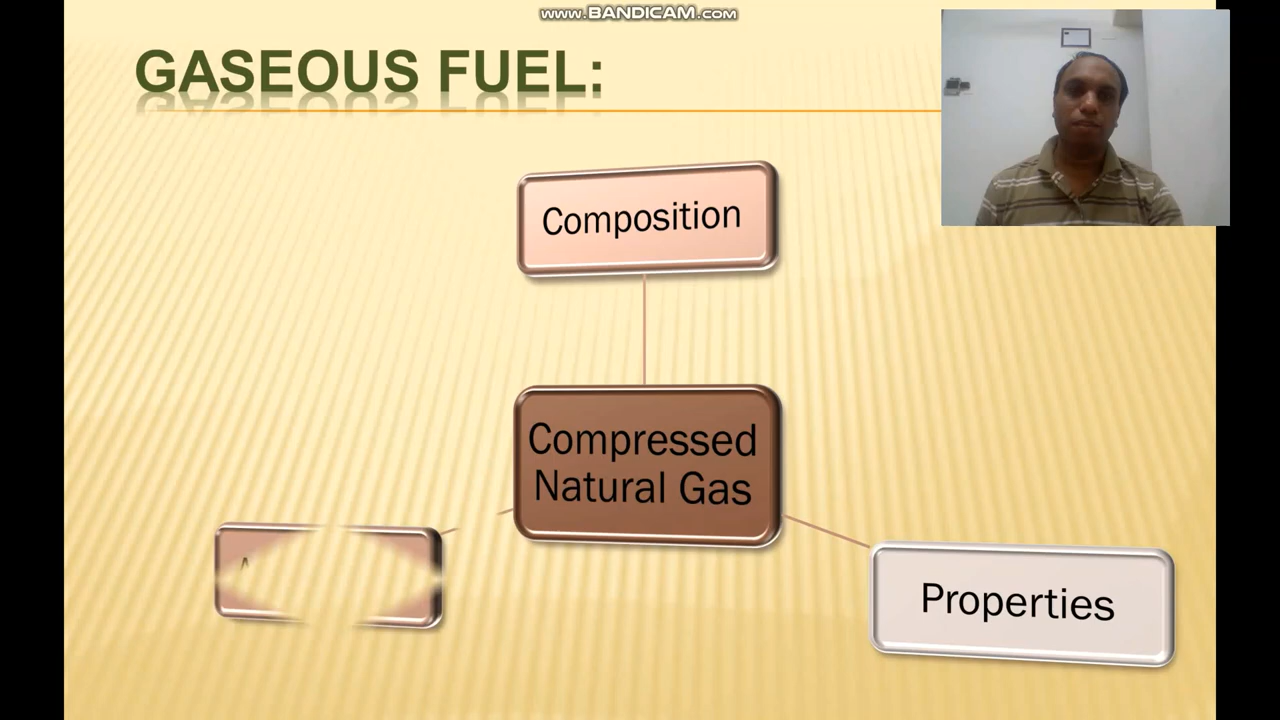 www.BANDICAM.com
GASEOUS FUEL:
Composition
Compressed
Natural Gas
Properties